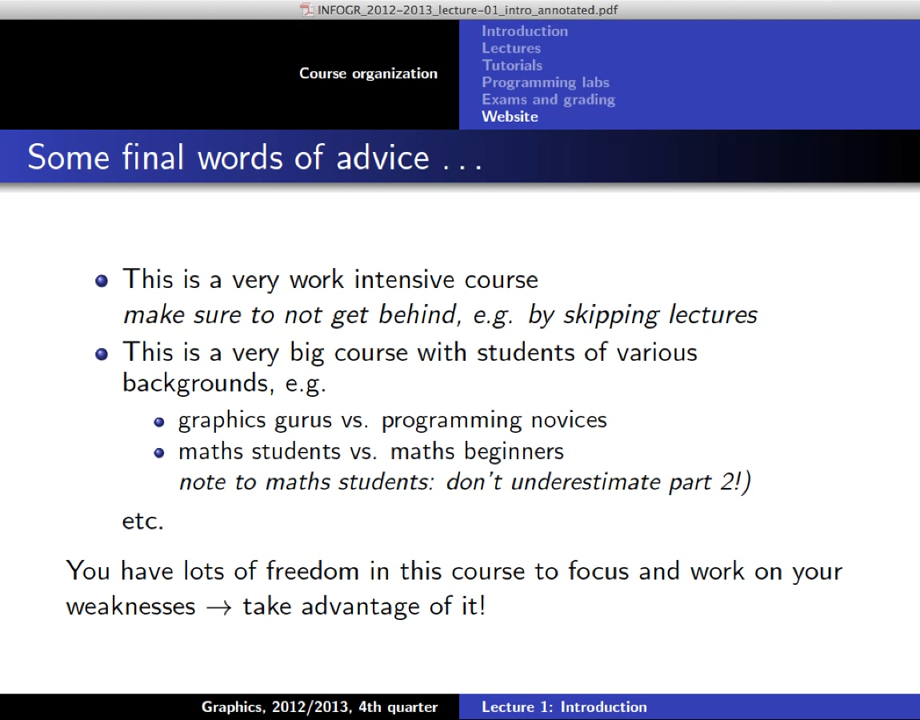 INFOGR_2012-2013_lecture-01_intro_annotated.pdf
Course organization
Introduction
Lectures
Tutorials
Programming labs
Exams and grading
Website
Some final words of advice . . .
This is a very work intensive course
make sure to not get behind, e.g. by skipping lectures
This is a very big course with students of various
backgrounds, e.g.
graphics gurus vs. programming novices
maths students vs. maths beginners
note to maths students: don't underestimate part 2!)
etc.
You have lots of freedom in this course to focus and work on your
weaknesses → take advantage of it!
Graphics, 2012/2013, 4th quarter
Lecture 1: Introduction